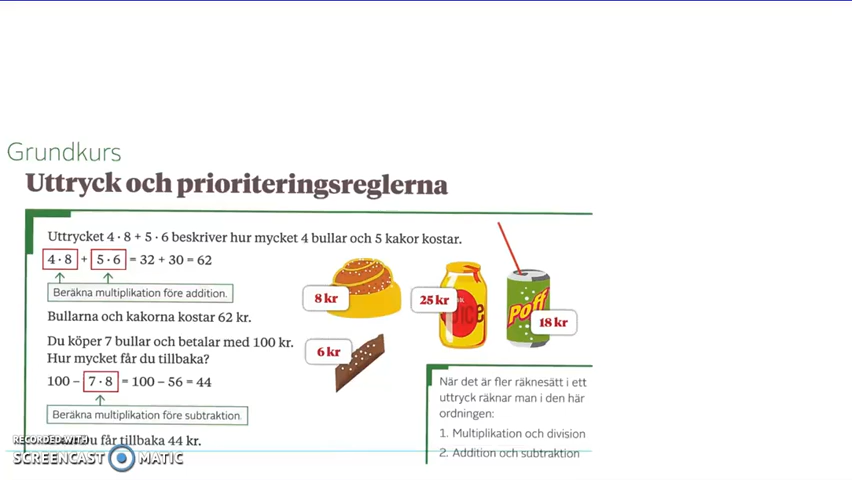 Grundkurs
Uttryck och prioriteringsreglerna
Uttrycket 4 · 8 + 5 · 6 beskriver hur mycket 4 bullar och 5 kakor kostar.
4 · 8 + 5 · 6 = 32 + 30 = 62
Beräkna multiplikation före addition.
Bullarna och kakorna kostar 62 kr.
Du köper 7 bullar och betalar med 100 kr.
Hur mycket får du tillbaka?
100 – 7 · 8 = 100 – 56 = 44
Beräkna multiplikation före subtraktion.
Du får tillbaka 44 kr.
8 kr
25 kr
Poff
18 kr
6 kr
När det är fler räknesätt i ett
uttryck räknar man i den här
ordningen:
1. Multiplikation och division
2. Addition och subtraktion
RECORDED WITH
SCREENCAST MATIC